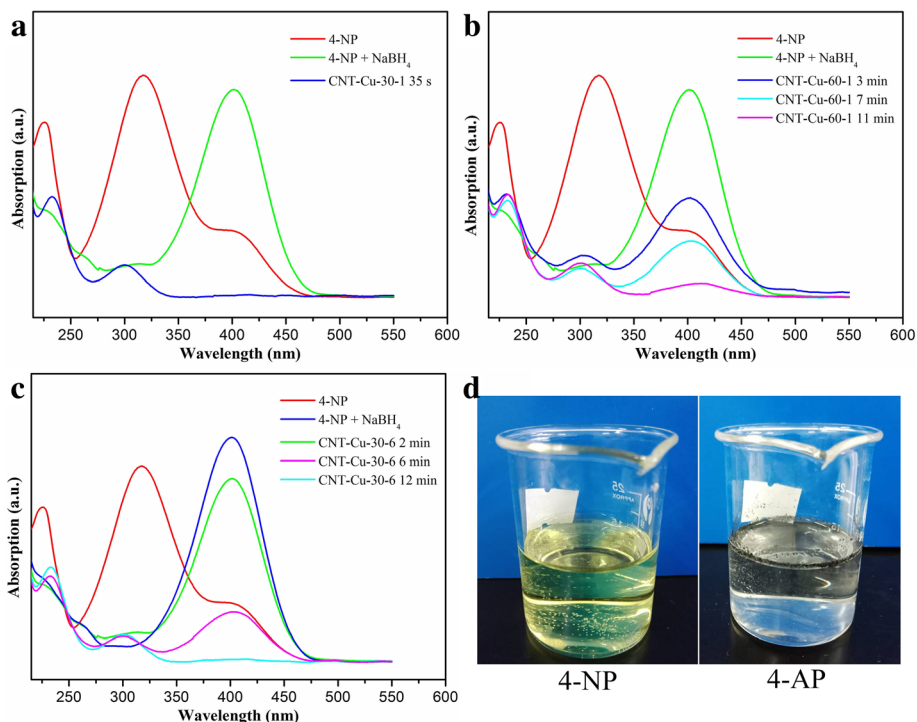 a
4-NP
4-NP + NaBH4
CNT-Cu-30-1 35 s
Absorption (a.u.)
250 300 350 400 450 500 550 600
Wavelength (nm)
b
4-NP
4-NP + NaBH4
CNT-Cu-60-1 3 min
CNT-Cu-60-1 7 min
CNT-Cu-60-1 11 min
Absorption (a.u.)
250 300 350 400 450 500 550 600
Wavelength (nm)
c
4-NP
4-NP + NaBH4
CNT-Cu-30-6 2 min
CNT-Cu-30-6 6 min
CNT-Cu-30-6 12 min
Absorption (a.u.)
250 300 350 400 450 500 550 600
Wavelength (nm)
d
25
APPROX
25
4-NP
4-AP